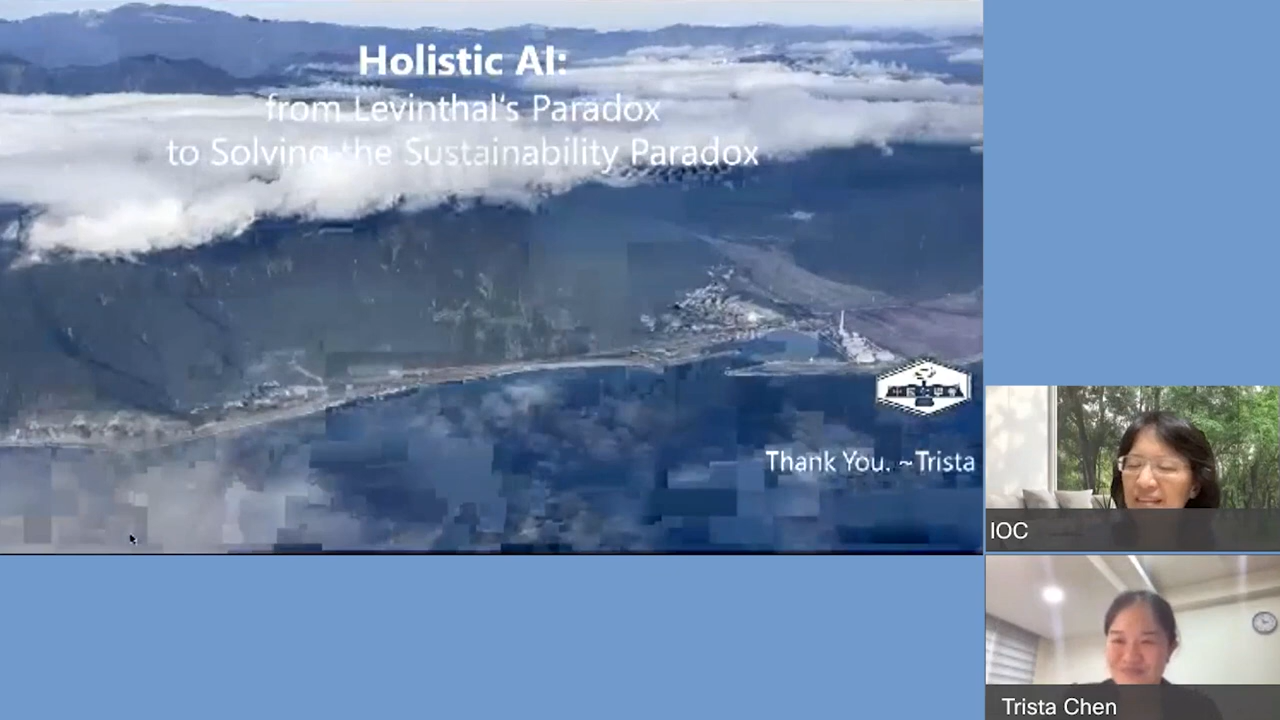 Holistic AI:
from Levinthal's Paradox
to Solving the Sustainability Paradox
Thank You. ~Trista
IOC
Trista Chen